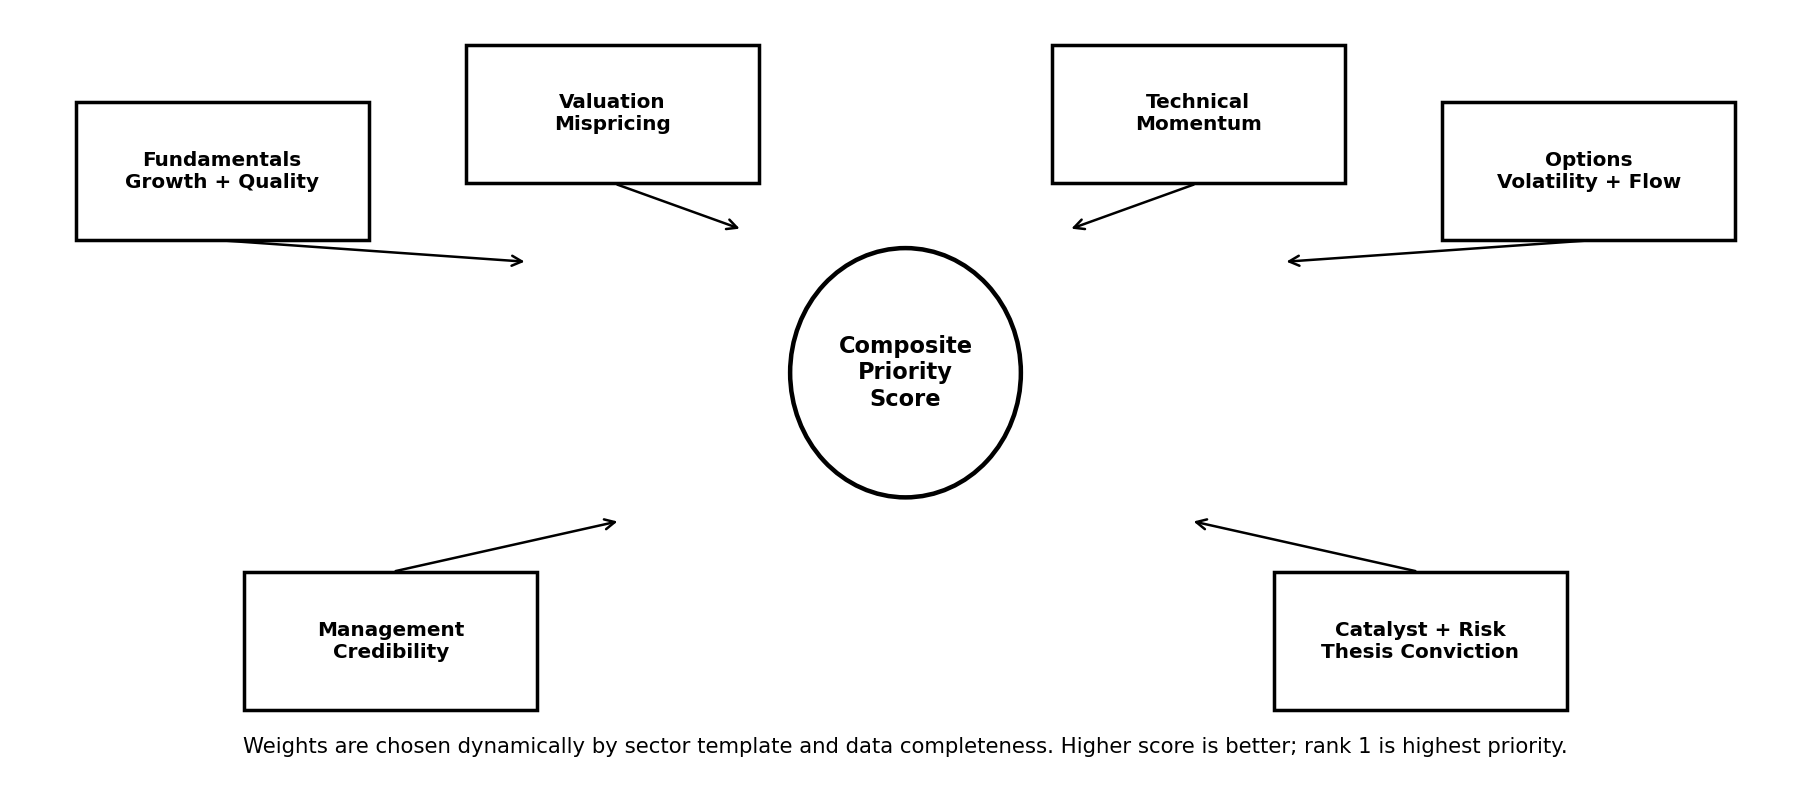 Fundamentals
Growth + Quality
Valuation
Mispricing
Technical
Momentum
Options
Volatility + Flow
Composite
Priority
Score
Management
Credibility
Catalyst + Risk
Thesis Conviction
Weights are chosen dynamically by sector template and data completeness. Higher score is better; rank 1 is highest priority.